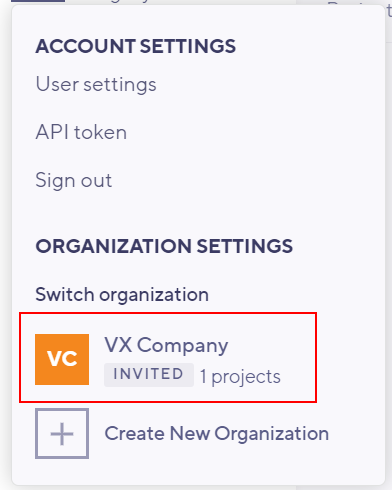 ACCOUNT SETTINGS
User settings
API token
Sign out
ORGANIZATION SETTINGS
Switch organization
VC
VX Company
INVITED 1 projects
Create New Organization